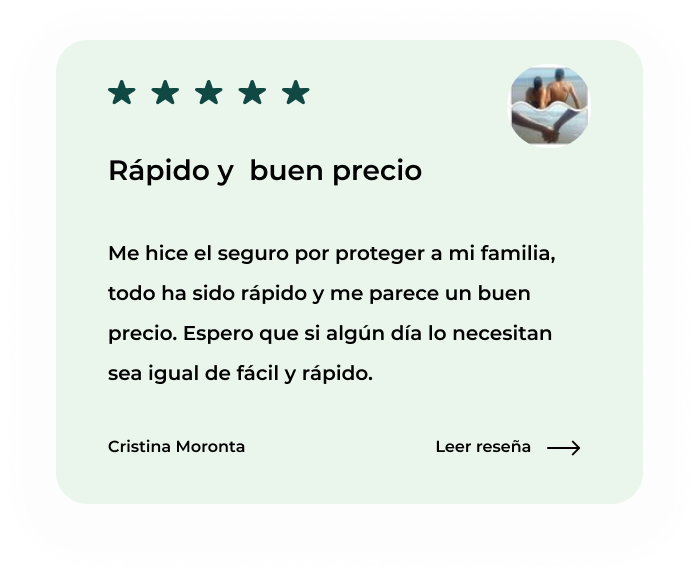 Rápido y  buen precio
Me hice el seguro por proteger a mi familia,
todo ha sido rápido y me parece un buen
precio. Espero que si algún día lo necesitan
sea igual de fácil y rápido.
Cristina Moronta
Leer reseña